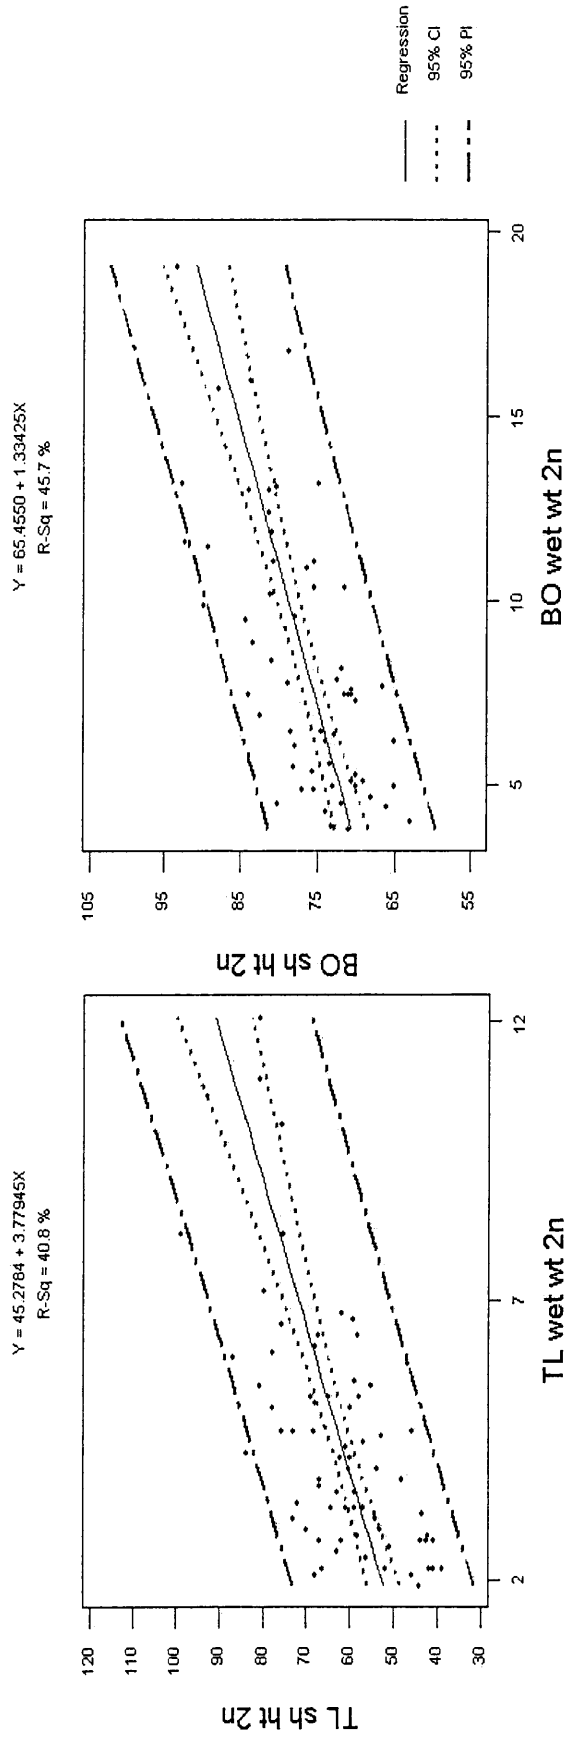 Y = 45.2784 + 3.77945X
R-Sq = 40.8 %
120
110
100
90
80
70
60
50
40
30
TL sh ht 2n
2
7
12
TL wet wt 2n
Y = 65.4550 + 1.33425X
R-Sq = 45.7 %
105
95
85
75
65
55
BO sh ht 2n
5
10
15
20
BO wet wt 2n
Regression
95% CI
95% PI